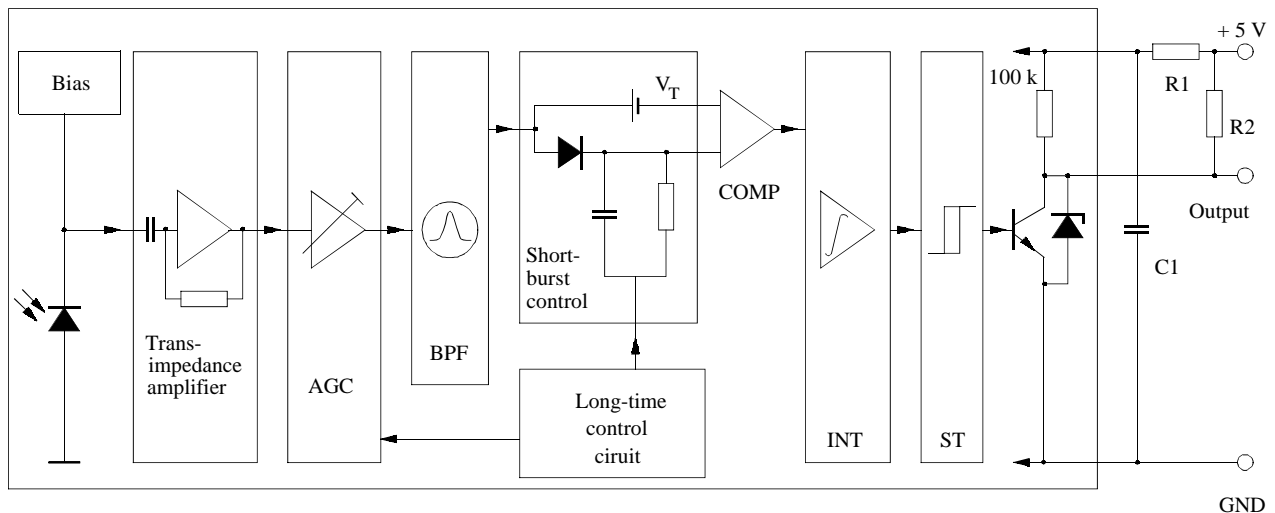 Bias
Trans-
impedance
amplifier
AGC
BPF
Short-
burst
control
V_T
COMP
Long-time
control
ciruit
INT
ST
100 k
+ 5 V
R1
R2
Output
C1
GND